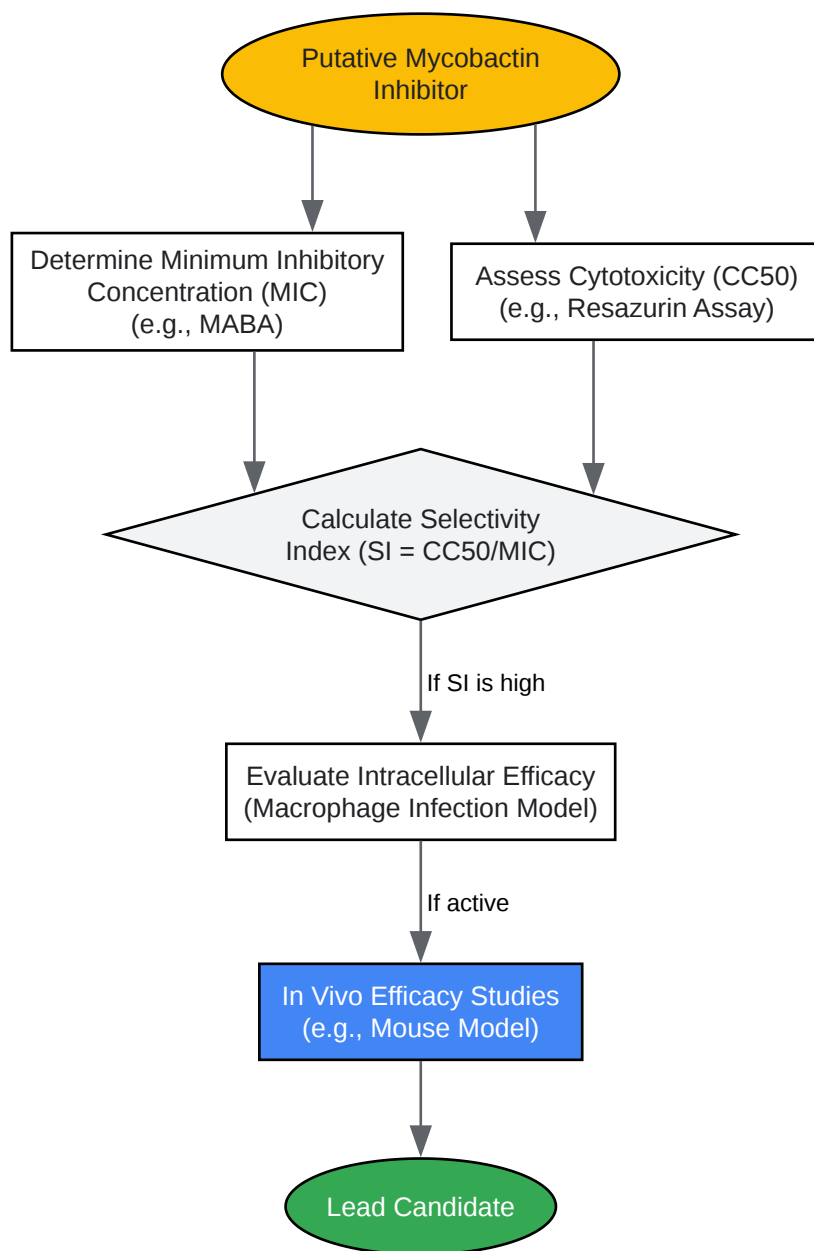 Putative Mycobactin
Inhibitor
Determine Minimum Inhibitory
Concentration (MIC)
(e.g., MABA)
Assess Cytotoxicity (CC50)
(e.g., Resazurin Assay)
Calculate Selectivity
Index (SI = CC50/MIC)
If SI is high
Evaluate Intracellular Efficacy
(Macrophage Infection Model)
If active
In Vivo Efficacy Studies
(e.g., Mouse Model)
Lead Candidate